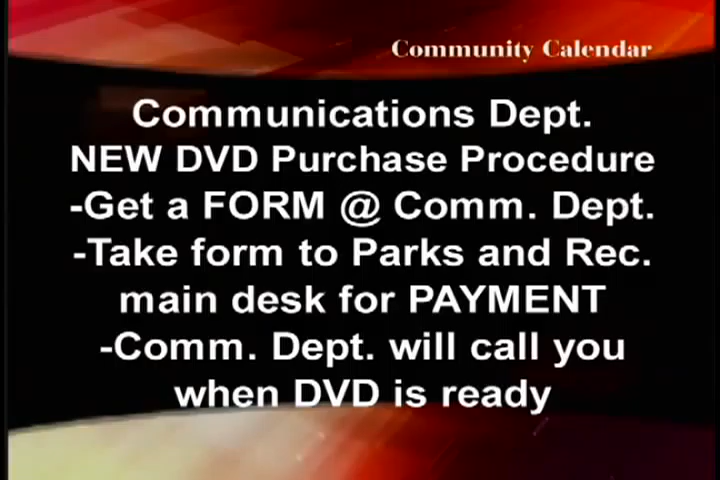 Community Calendar
Communications Dept.
NEW DVD Purchase Procedure
-Get a FORM @ Comm. Dept.
-Take form to Parks and Rec.
main desk for PAYMENT
-Comm. Dept. will call you
when DVD is ready